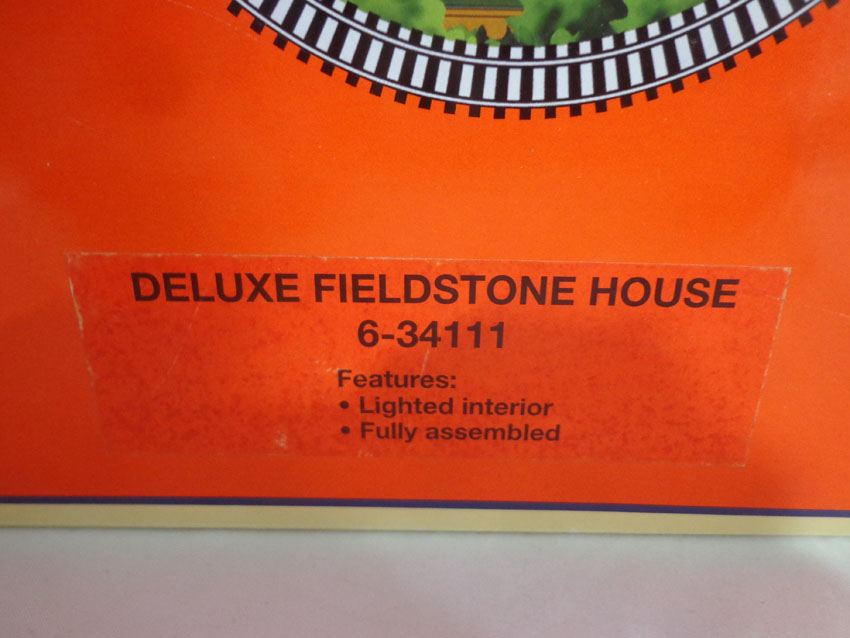 DELUXE FIELDSTONE HOUSE
6-34111
Features:
• Lighted interior
• Fully assembled